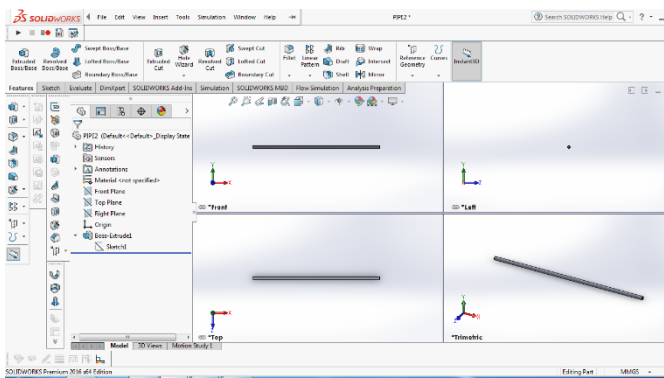 SOLIDWORKS File Edit View Insert Tools Simulation Window Help PIPE2 * Search SOLIDWORKS Help
Extruded Boss/Base
Revolved Boss/Base
Swept Boss/Base
Lofted Boss/Base
Boundary Boss/Base
Extruded Cut
Hole Wizard
Revolved Cut
Swept Cut
Lofted Cut
Boundary Cut
Fillet
Linear Pattern
Rib
Draft
Shell
Wrap
Intersect
Mirror
Reference Geometry
Curves
Instant3D
Features Sketch Evaluate DimXpert SOLIDWORKS Add-Ins Simulation SOLIDWORKS MBD Flow Simulation Analysis Preparation
PIPE2 (Default<<Default>_Display State
History
Sensors
Annotations
Material <not specified>
Front Plane
Top Plane
Right Plane
Origin
Boss-Extrude1
Sketch1
*Front
*Left
*Top
*Trimetric
Model 3D Views Motion Study 1
SOLIDWORKS Premium 2016 x64 Edition Editing Part MMGS